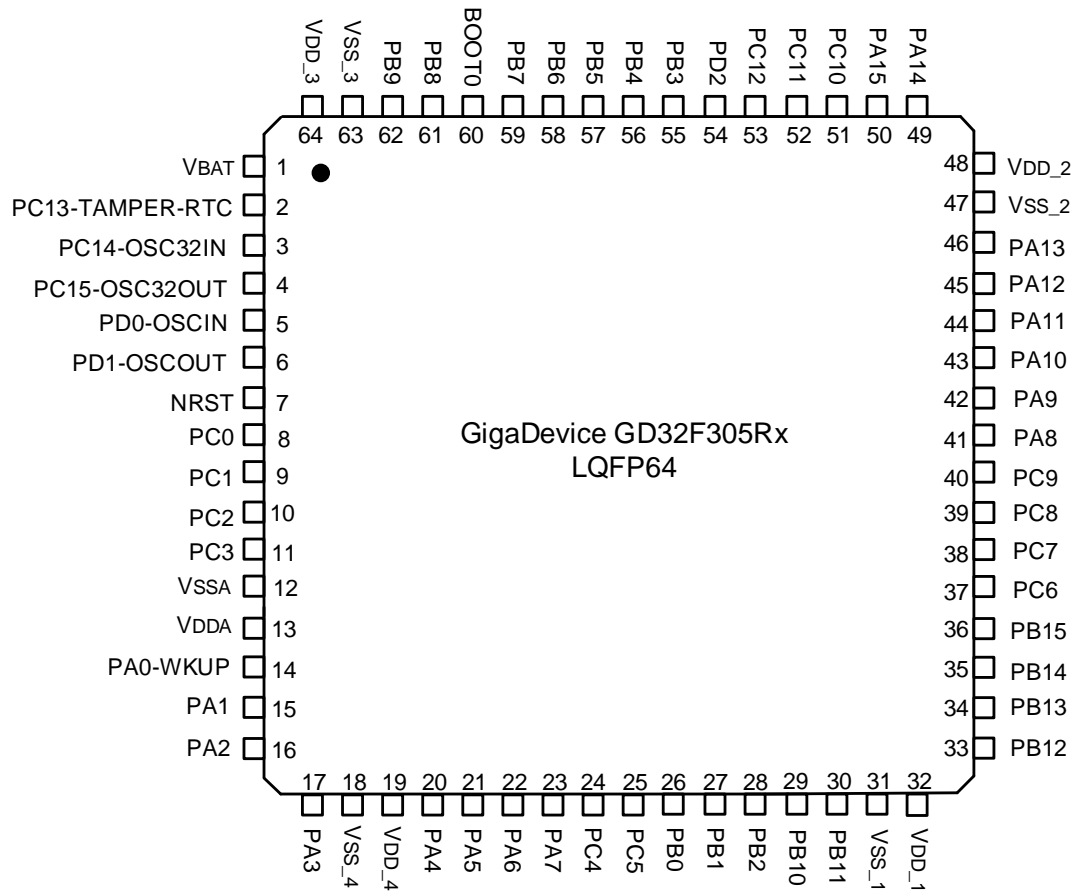 VDD_3
VSS_3
PB9
PB8
BOOT0
PB7
PB6
PB5
PB4
PB3
PD2
PC12
PC11
PC10
PA15
PA14
64 63 62 61 60 59 58 57 56 55 54 53 52 51 50 49
VBAT 1 48 VDD_2
PC13-TAMPER-RTC 2 47 VSS_2
PC14-OSC32IN 3 46 PA13
PC15-OSC32OUT 4 45 PA12
PD0-OSCIN 5 44 PA11
PD1-OSCOUT 6 43 PA10
NRST 7 42 PA9
PC0 8 41 PA8
PC1 9 40 PC9
PC2 10 39 PC8
PC3 11 38 PC7
VSSA 12 37 PC6
VDDA 13 36 PB15
PA0-WKUP 14 35 PB14
PA1 15 34 PB13
PA2 16 33 PB12
GigaDevice GD32F305Rx
LQFP64
17 18 19 20 21 22 23 24 25 26 27 28 29 30 31 32
PA3
VSS_4
VDD_4
PA4
PA5
PA6
PA7
PC4
PC5
PB0
PB1
PB2
PB10
PB11
VSS_1
VDD_1